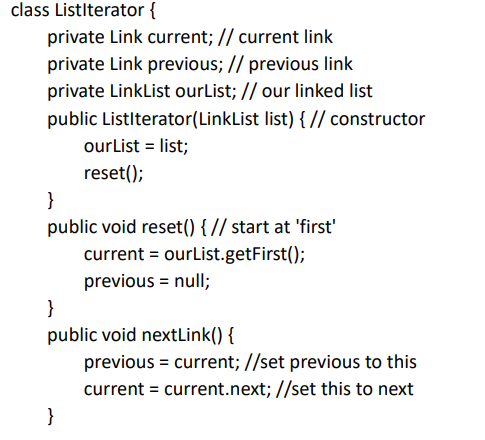 class ListIterator {
private Link current; // current link
private Link previous; // previous link
private LinkList ourList; // our linked list
public ListIterator(LinkList list) { // constructor
ourList = list;
reset();
}
public void reset() { // start at 'first'
current = ourList.getFirst();
previous = null;
}
public void nextLink() {
previous = current; //set previous to this
current = current.next; //set this to next
}